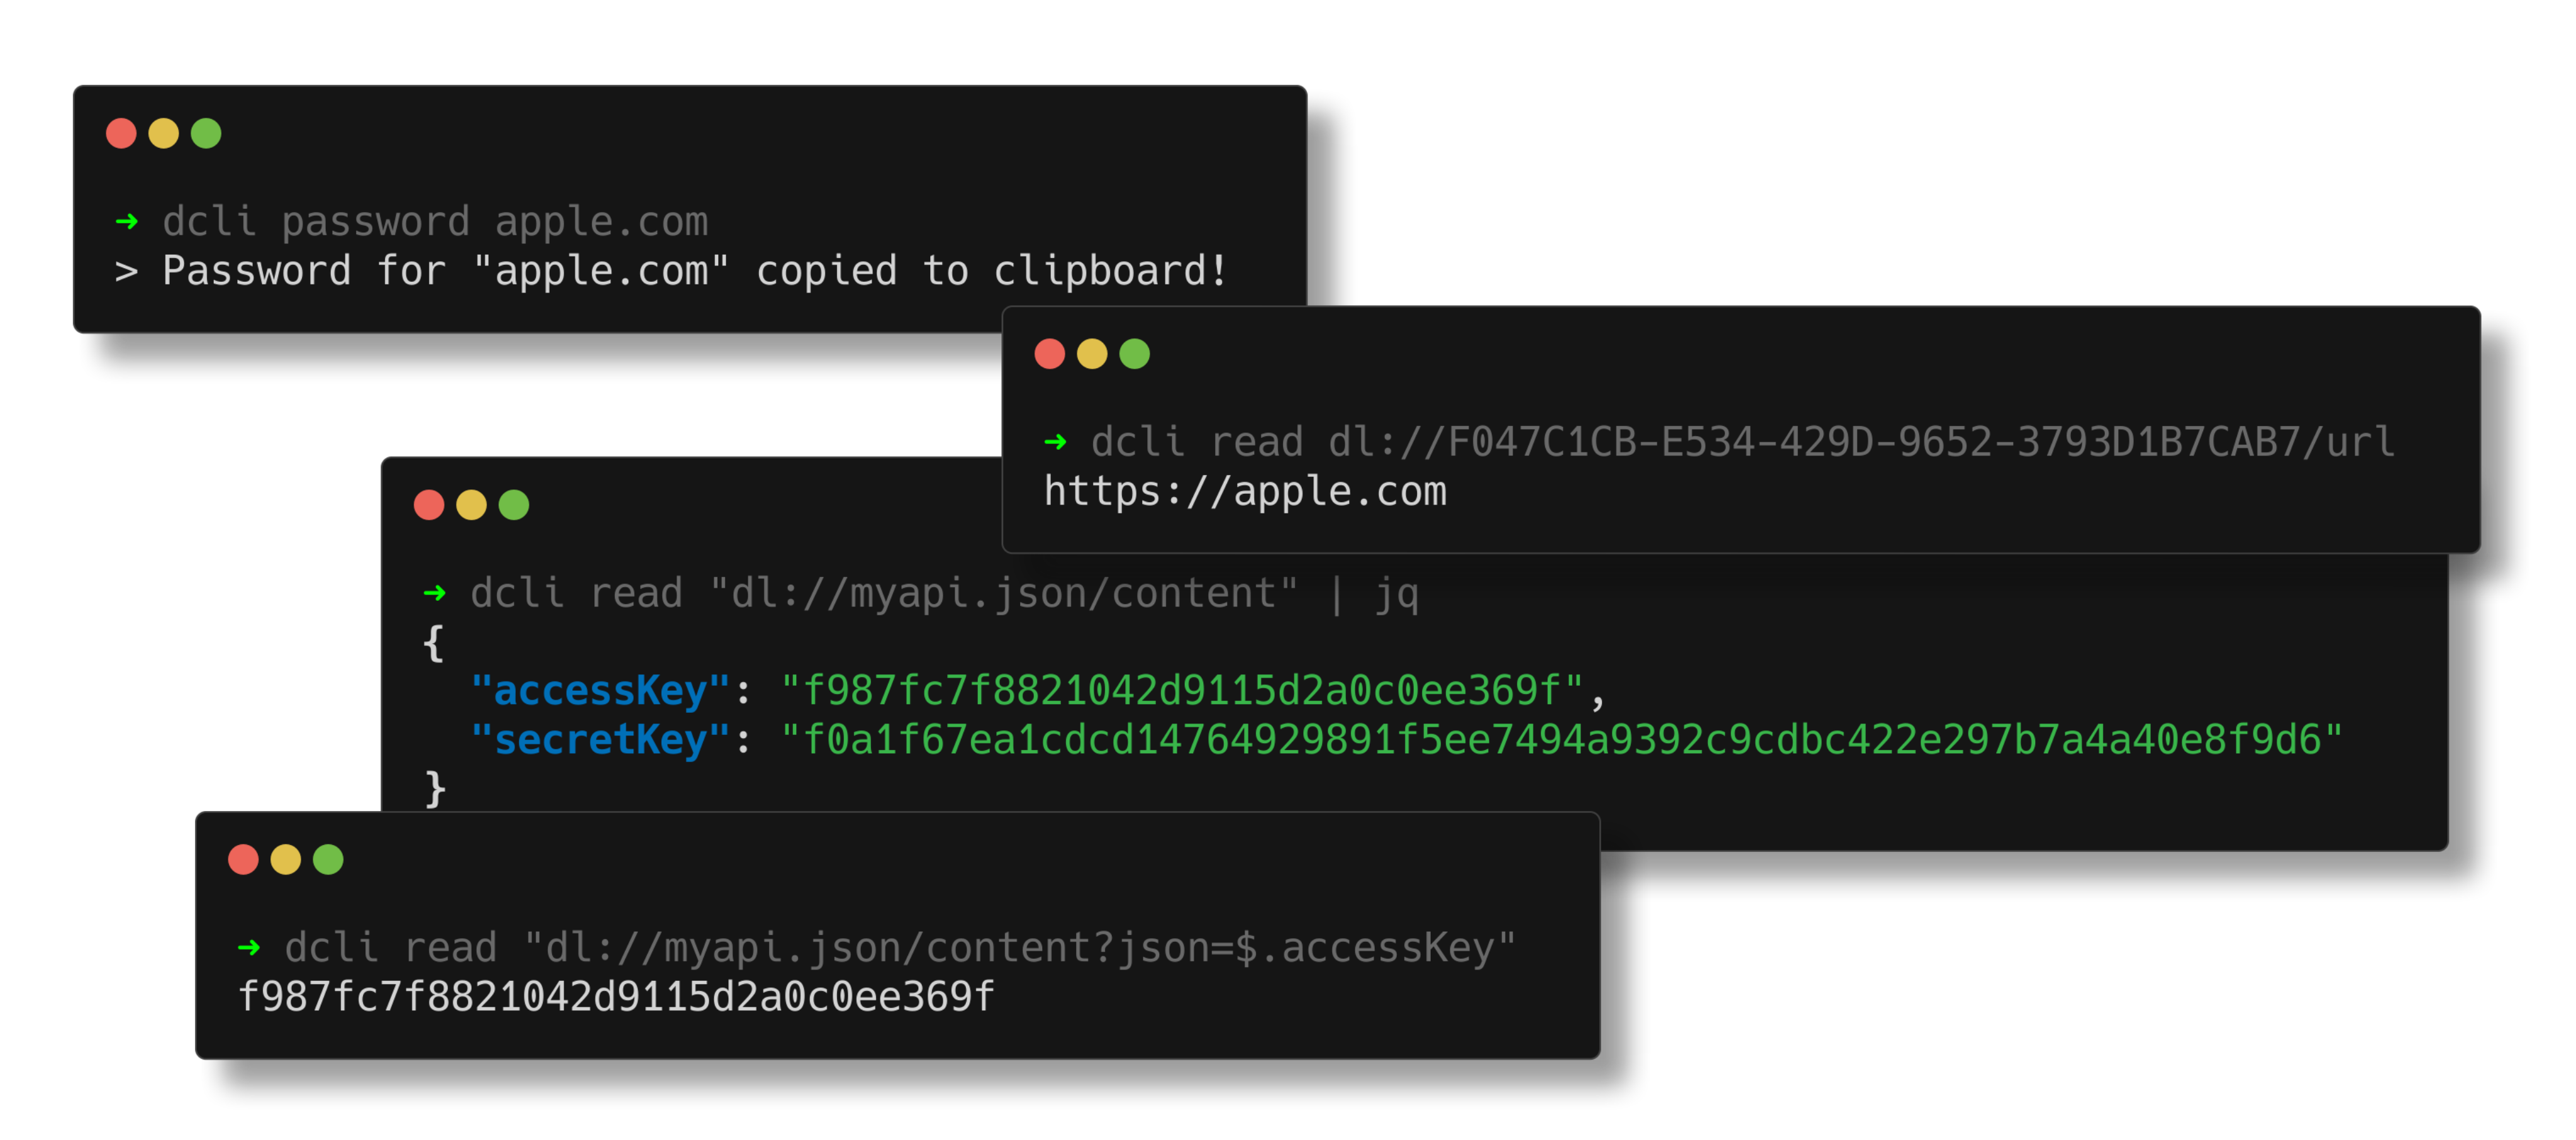 ➜ dcli password apple.com
> Password for "apple.com" copied to clipboard!
➜ dcli read dl://F047C1CB-E534-429D-9652-3793D1B7CAB7/url
https://apple.com
➜ dcli read "dl://myapi.json/content" | jq
{
  "accessKey": "f987fc7f8821042d9115d2a0c0ee369f",
  "secretKey": "f0a1f67ea1cdcd14764929891f5ee7494a9392c9cdbc422e297b7a4a40e8f9d6"
}
➜ dcli read "dl://myapi.json/content?json=$.accessKey"
f987fc7f8821042d9115d2a0c0ee369f